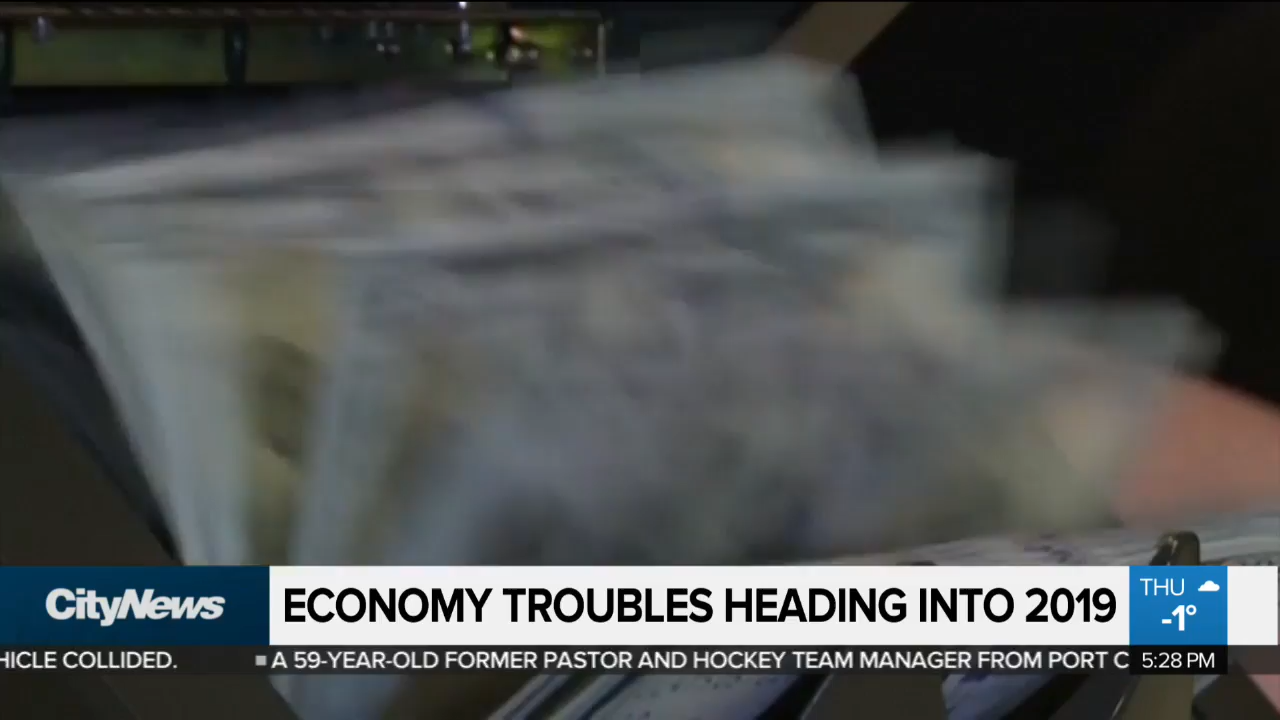 CityNews
ECONOMY TROUBLES HEADING INTO 2019
THU
-1°
HICLE COLLIDED. ■ A 59-YEAR-OLD FORMER PASTOR AND HOCKEY TEAM MANAGER FROM PORT C
5:28 PM